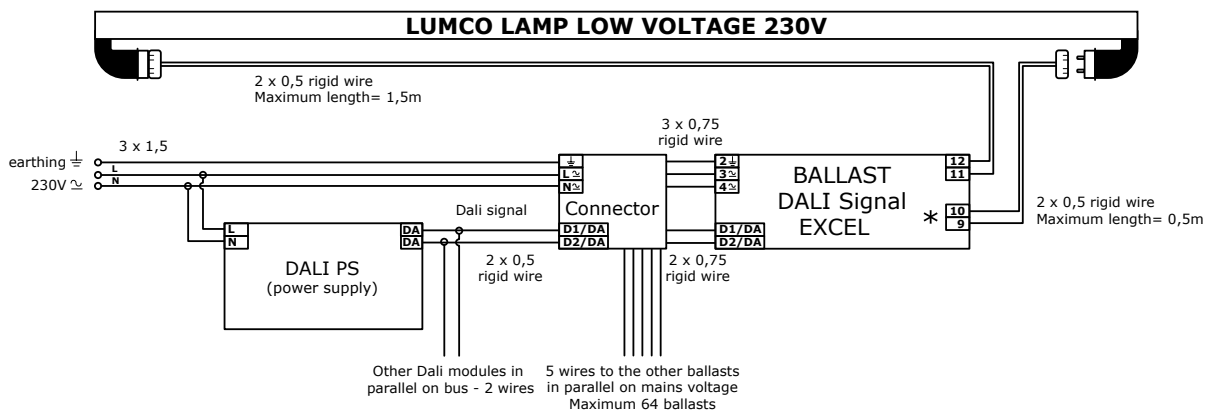 LUMCO LAMP LOW VOLTAGE 230V
2 x 0,5 rigid wire
Maximum length= 1,5m
3 x 0,75
rigid wire
3 x 1,5
earthing ⏚
L
230V ≃
N
⏚
L≃
N≃
Connector
D1/DA
D2/DA
2⏚
3≃
4≃
D1/DA
D2/DA
BALLAST
DALI Signal
EXCEL
*
12
11
10
9
2 x 0,5 rigid wire
Maximum length= 0,5m
Dali signal
L
N
DA
DA
DALI PS
(power supply)
2 x 0,5
rigid wire
2 x 0,75
rigid wire
Other Dali modules in
parallel on bus - 2 wires
5 wires to the other ballasts
in parallel on mains voltage
Maximum 64 ballasts